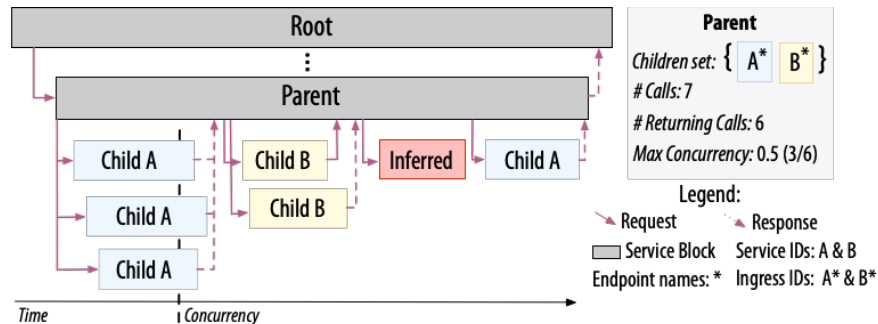 Root
Parent
Child A
Child A
Child A
Child B
Child B
Inferred
Child A
Time
Concurrency
Parent
Children set: { A* B* }
# Calls: 7
# Returning Calls: 6
Max Concurrency: 0.5 (3/6)
Legend:
Request Response
Service Block Service IDs: A & B
Endpoint names: * Ingress IDs: A* & B*